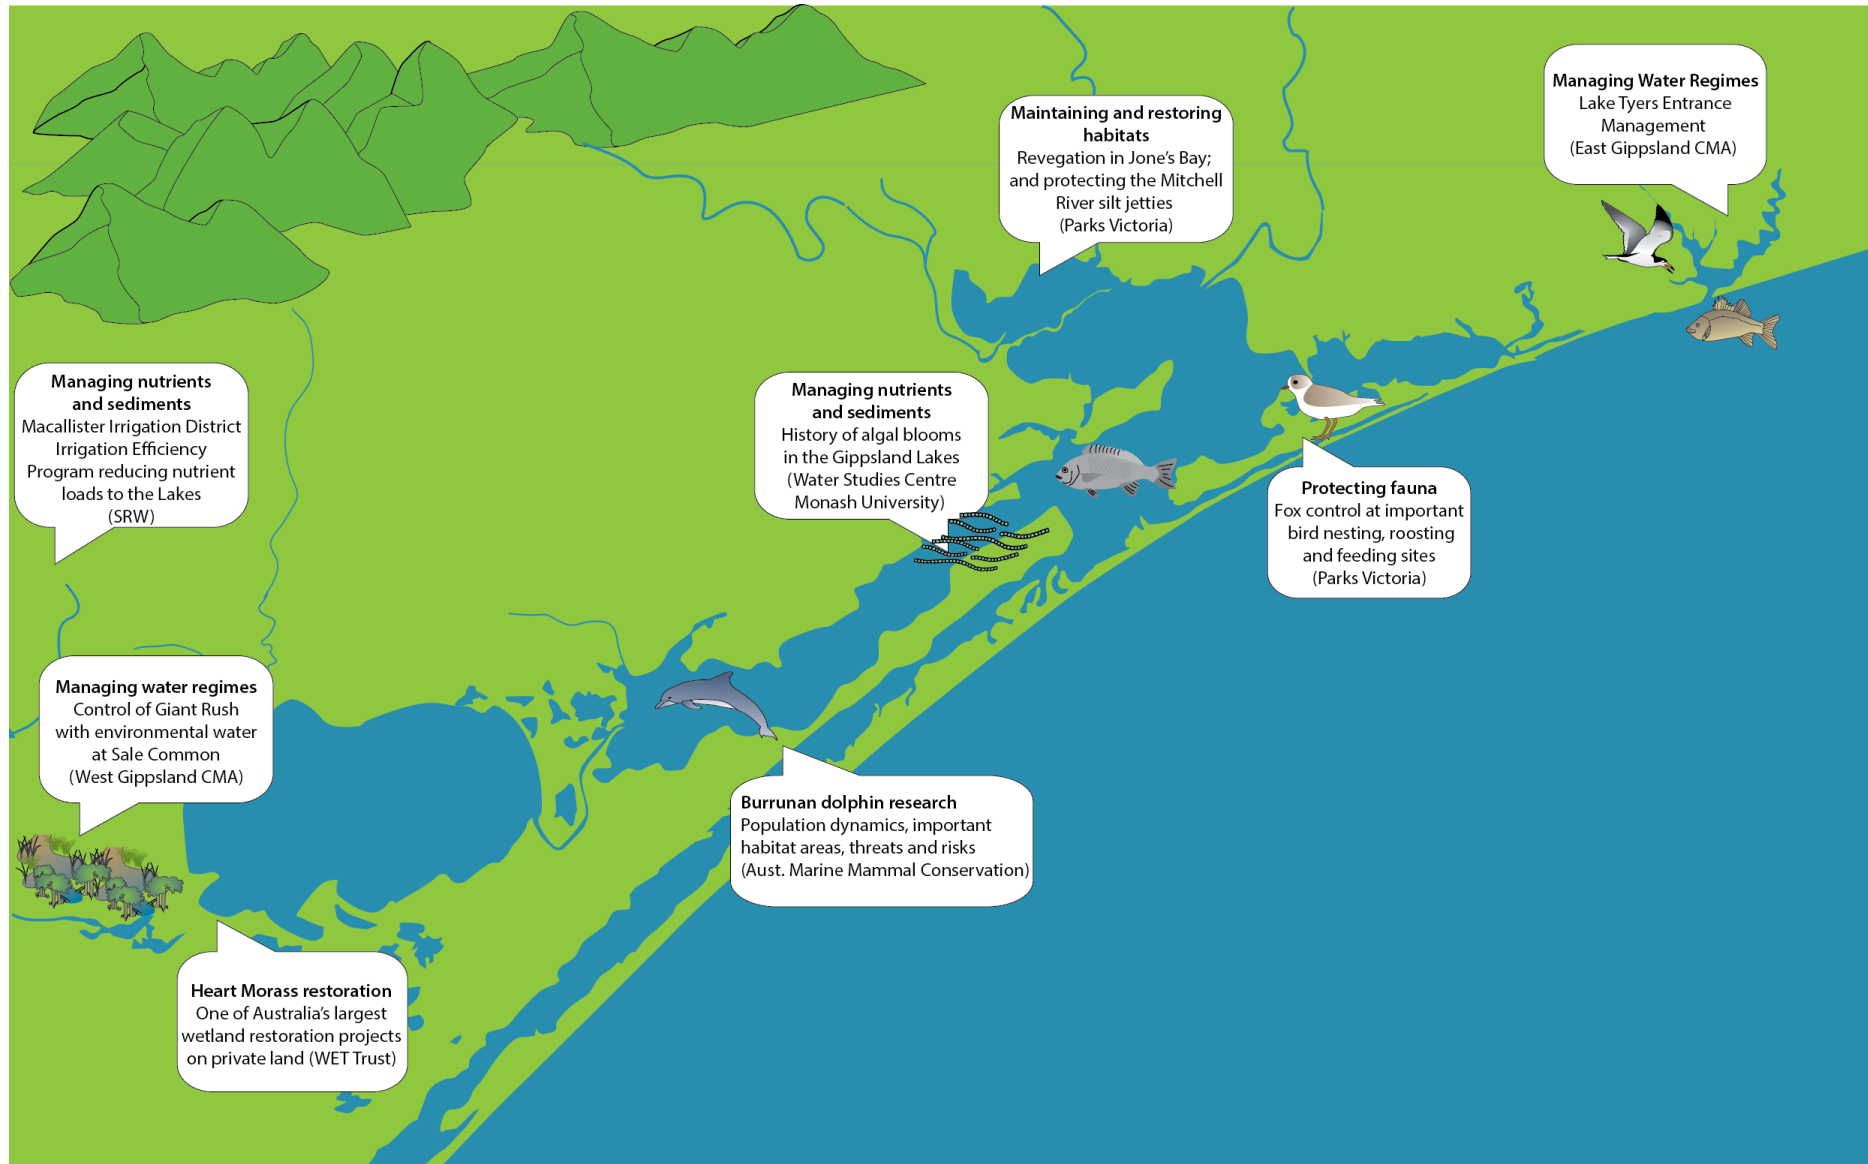 Managing Water Regimes
Lake Tyers Entrance
Management
(East Gippsland CMA)
Maintaining and restoring
habitats
Revegation in Jone's Bay;
and protecting the Mitchell
River silt jetties
(Parks Victoria)
Managing nutrients
and sediments
Macallister Irrigation District
Irrigation Efficiency
Program reducing nutrient
loads to the Lakes
(SRW)
Managing nutrients
and sediments
History of algal blooms
in the Gippsland Lakes
(Water Studies Centre
Monash University)
Protecting fauna
Fox control at important
bird nesting, roosting
and feeding sites
(Parks Victoria)
Managing water regimes
Control of Giant Rush
with environmental water
at Sale Common
(West Gippsland CMA)
Burrunan dolphin research
Population dynamics, important
habitat areas, threats and risks
(Aust. Marine Mammal Conservation)
Heart Morass restoration
One of Australia's largest
wetland restoration projects
on private land (WET Trust)